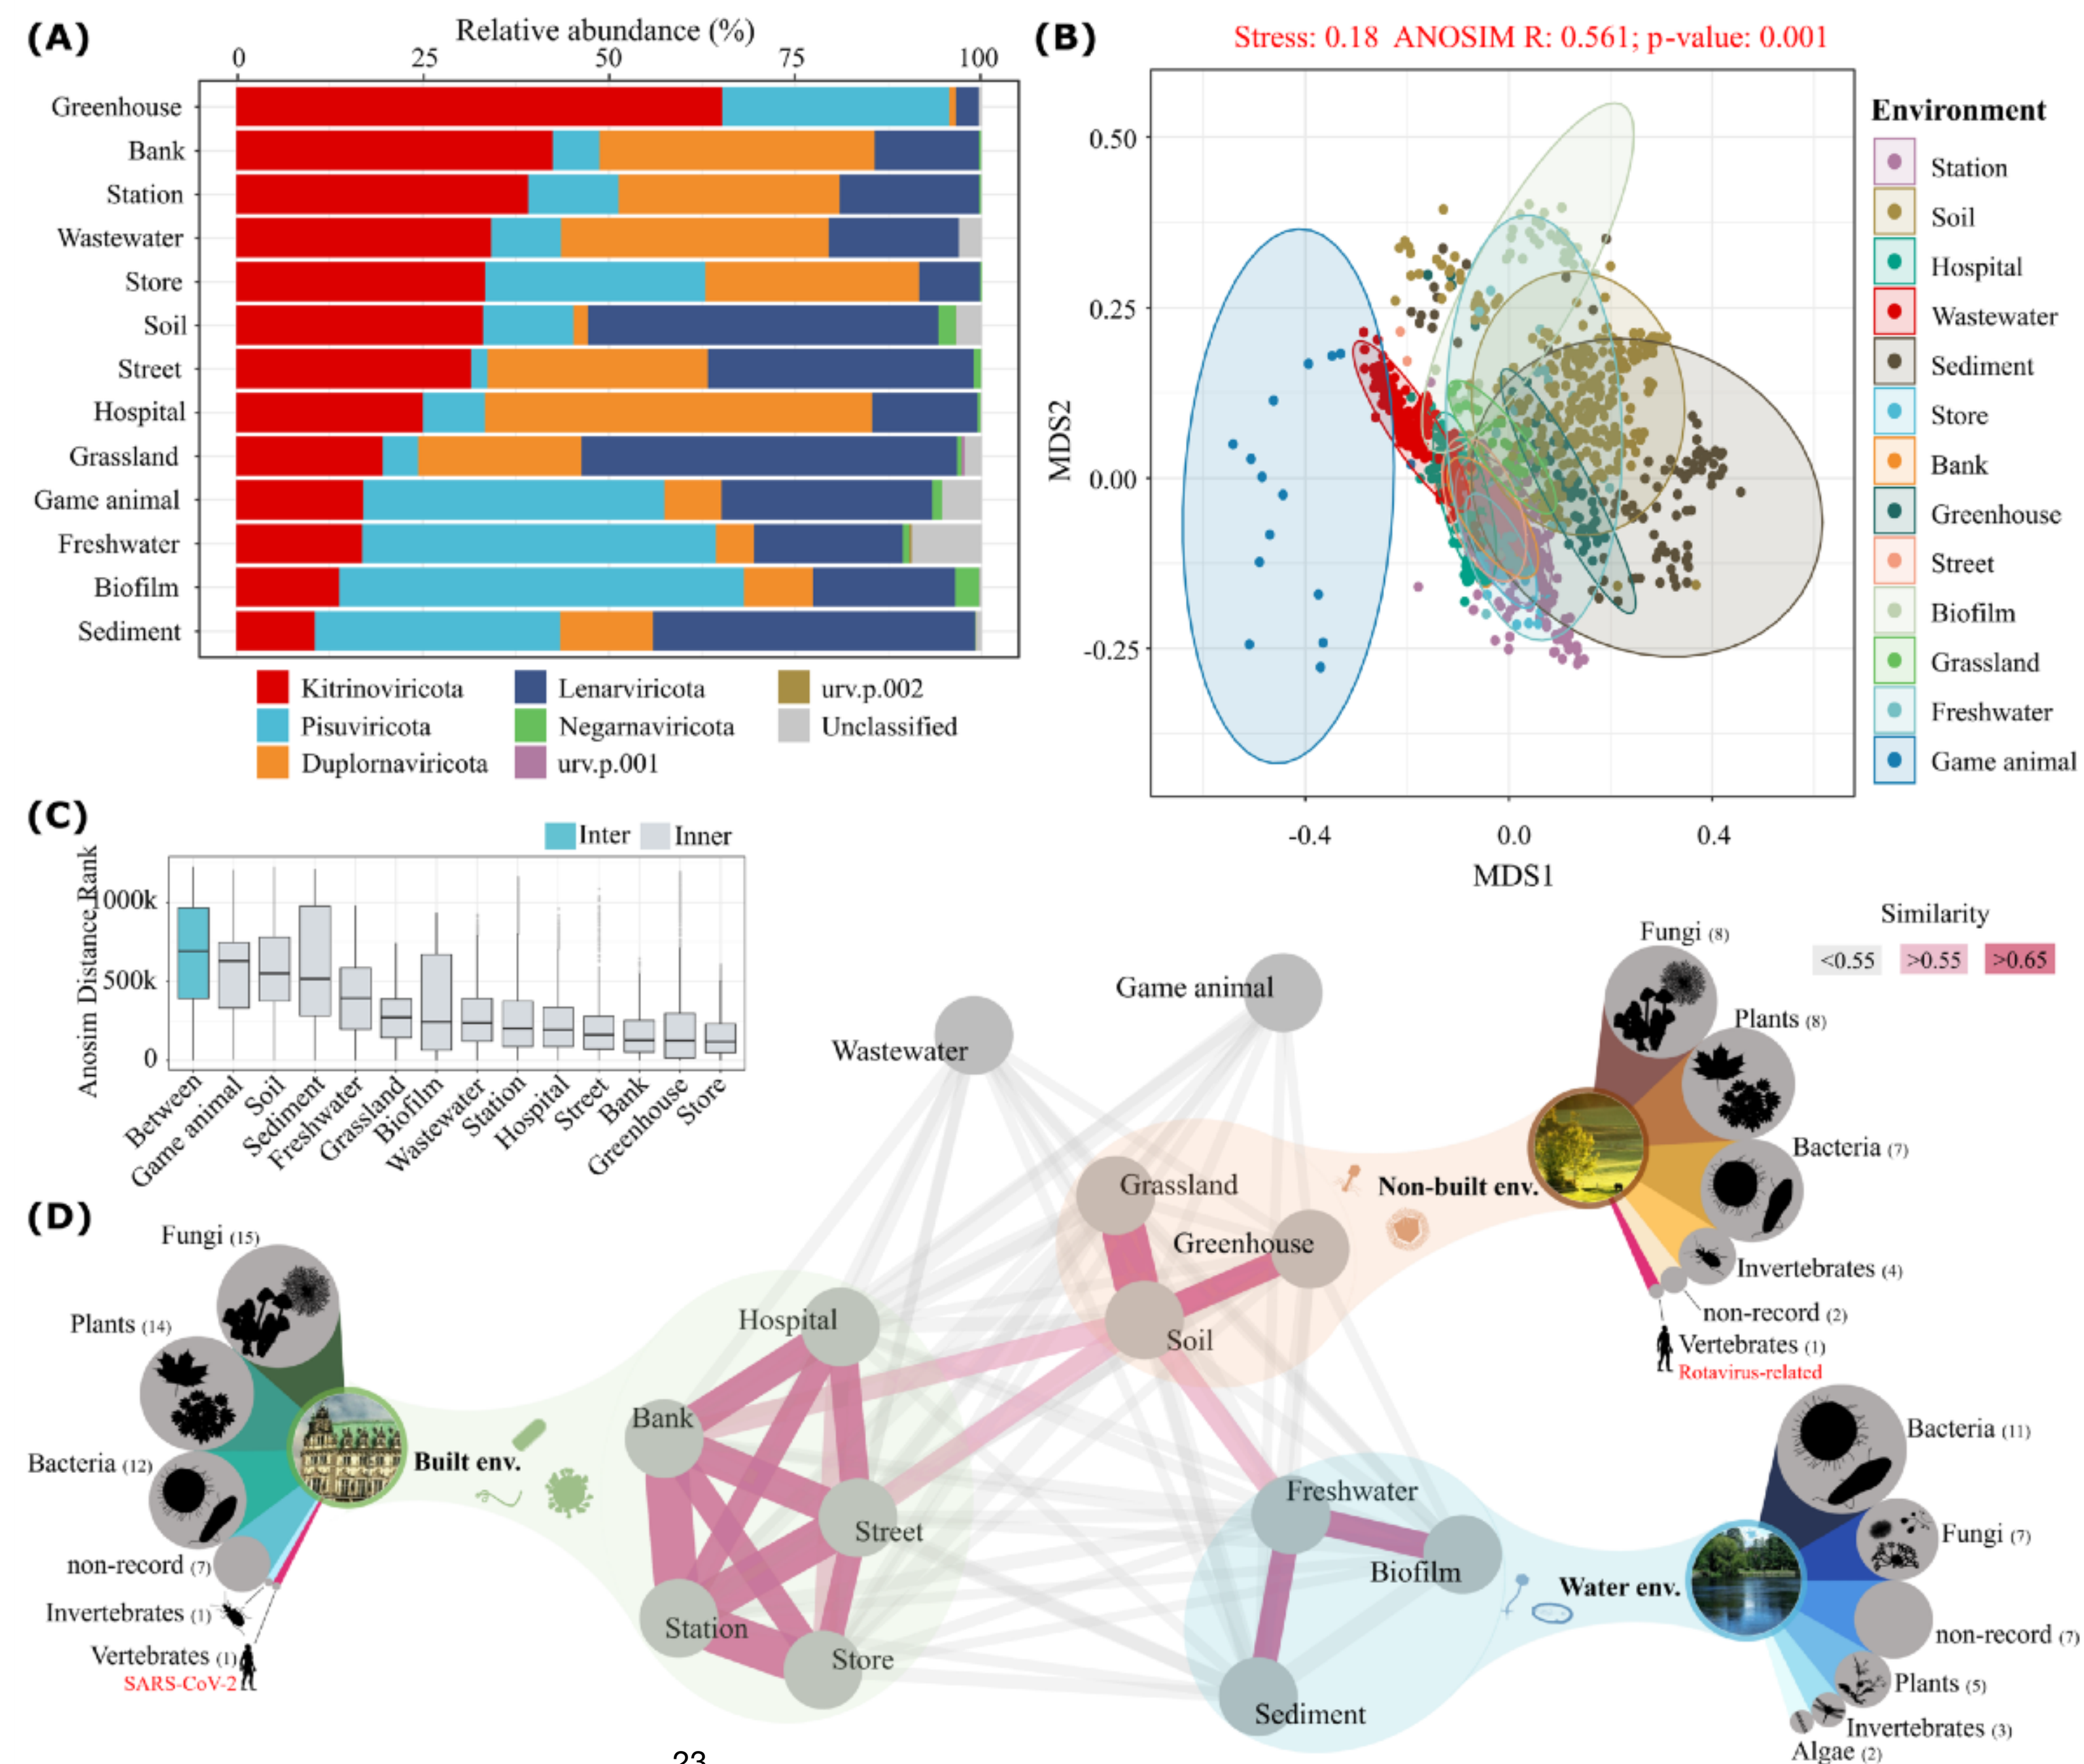 (A)
Relative abundance (%)
0 25 50 75 100
Greenhouse
Bank
Station
Wastewater
Store
Soil
Street
Hospital
Grassland
Game animal
Freshwater
Biofilm
Sediment
Kitrinoviricota
Pisuviricota
Duplornaviricota
Lenarviricota
Negarnaviricota
urv.p.001
urv.p.002
Unclassified
(B)
Stress: 0.18 ANOSIM R: 0.561; p-value: 0.001
MDS2
0.50
0.25
0.00
-0.25
-0.4 0.0 0.4
MDS1
Environment
Station
Soil
Hospital
Wastewater
Sediment
Store
Bank
Greenhouse
Street
Biofilm
Grassland
Freshwater
Game animal
(C)
Inter Inner
Anosim Distance Rank
1000k
500k
0
Between
Game animal
Soil
Sediment
Freshwater
Grassland
Biofilm
Wastewater
Station
Hospital
Street
Bank
Greenhouse
Store
(D)
Similarity
<0.55 >0.55 >0.65
Wastewater
Game animal
Grassland
Greenhouse
Soil
Non-built env.
Fungi (8)
Plants (8)
Bacteria (7)
Invertebrates (4)
non-record (2)
Vertebrates (1)
Rotavirus-related
Fungi (15)
Plants (14)
Bacteria (12)
non-record (7)
Invertebrates (1)
Vertebrates (1)
SARS-CoV-2
Built env.
Hospital
Bank
Street
Station
Store
Freshwater
Biofilm
Sediment
Water env.
Bacteria (11)
Fungi (7)
non-record (7)
Plants (5)
Invertebrates (3)
Algae (2)
23